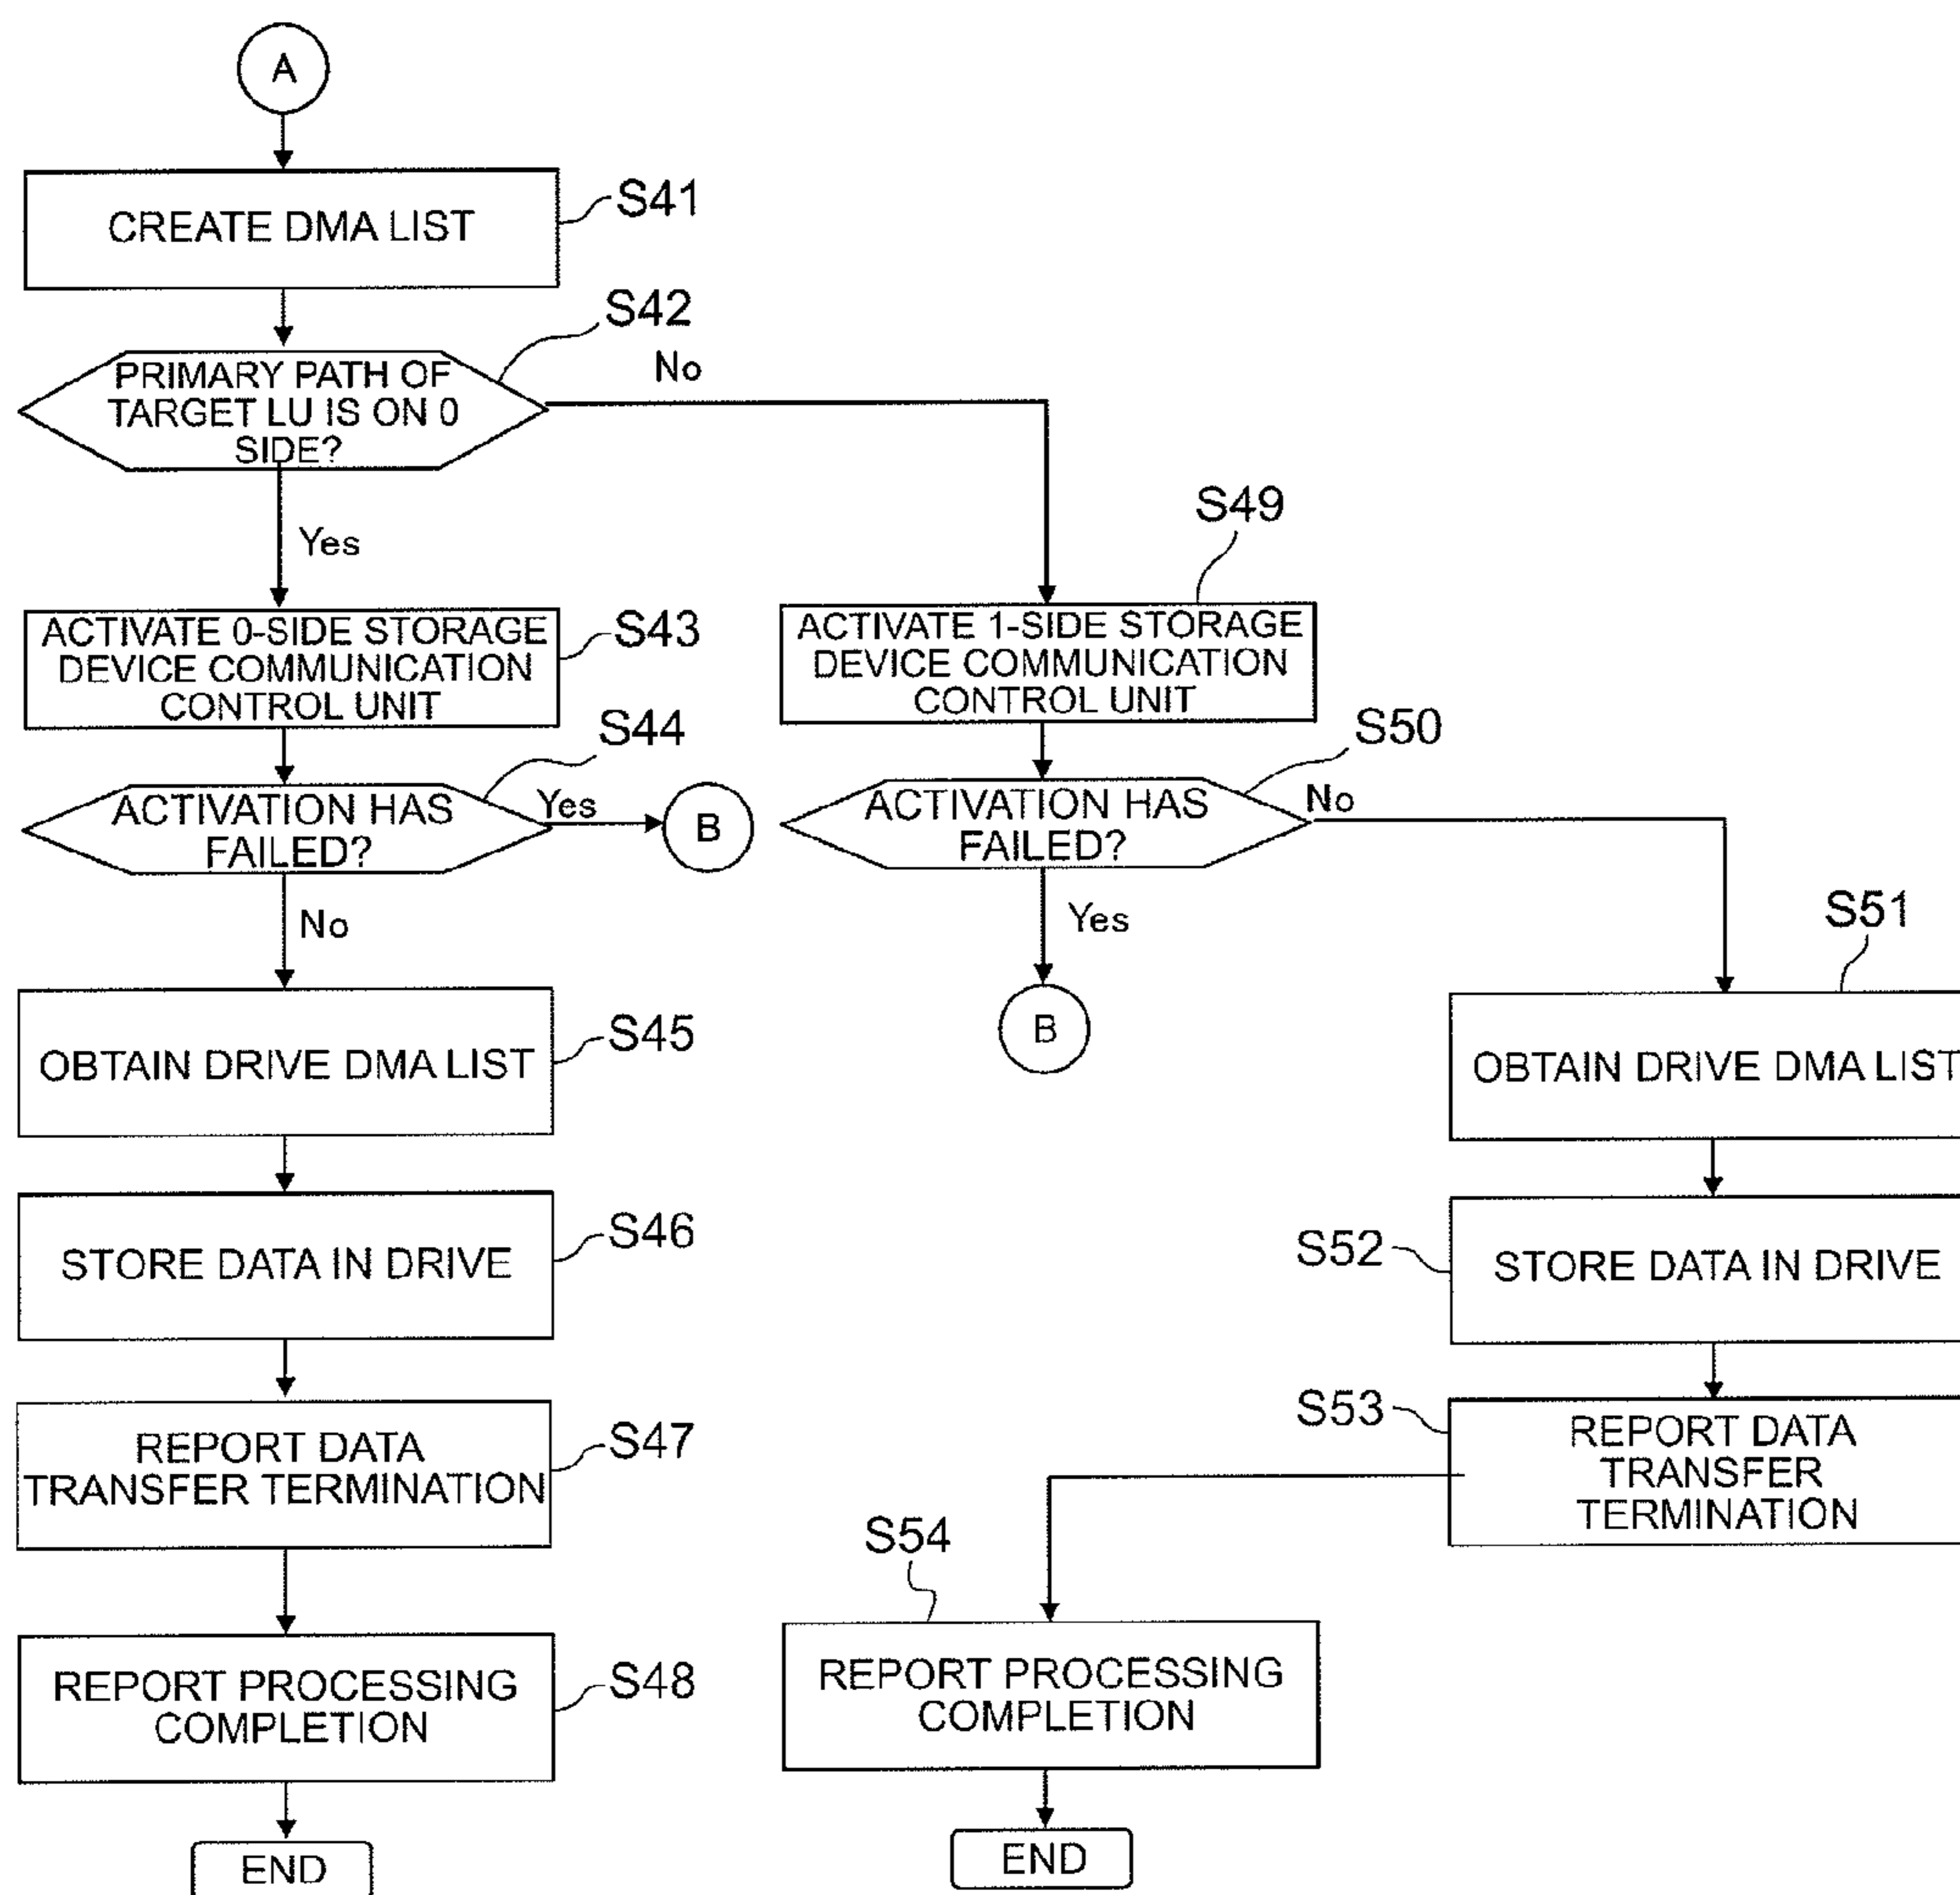 A
CREATE DMA LIST
S41
PRIMARY PATH OF
TARGET LU IS ON 0
SIDE?
S42
No
Yes
ACTIVATE 0-SIDE STORAGE
DEVICE COMMUNICATION
CONTROL UNIT
S43
ACTIVATE 1-SIDE STORAGE
DEVICE COMMUNICATION
CONTROL UNIT
S49
ACTIVATION HAS
FAILED?
S44
Yes
B
No
ACTIVATION HAS
FAILED?
S50
No
Yes
B
OBTAIN DRIVE DMA LIST
S45
OBTAIN DRIVE DMA LIST
S51
STORE DATA IN DRIVE
S46
S52
STORE DATA IN DRIVE
REPORT DATA
TRANSFER TERMINATION
S47
S53
REPORT DATA
TRANSFER
TERMINATION
REPORT PROCESSING
COMPLETION
S48
S54
REPORT PROCESSING
COMPLETION
END
END